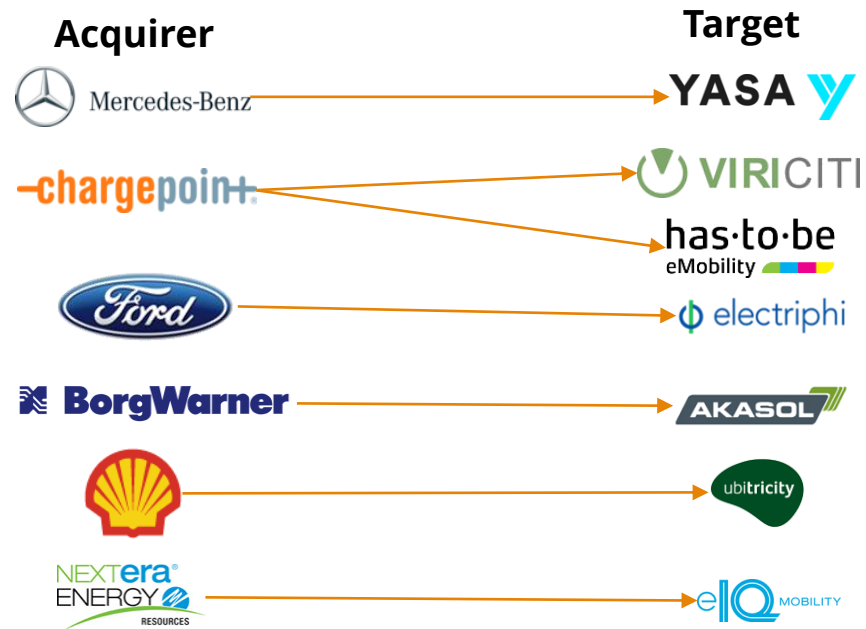 Acquirer
Target
Mercedes-Benz
YASA
chargepoin+®
VIRICITI
has·to·be
eMobility
Ford
electriphi
BorgWarner
AKASOL
ubitricity
NEXTera®
ENERGY
RESOURCES
eIQ MOBILITY